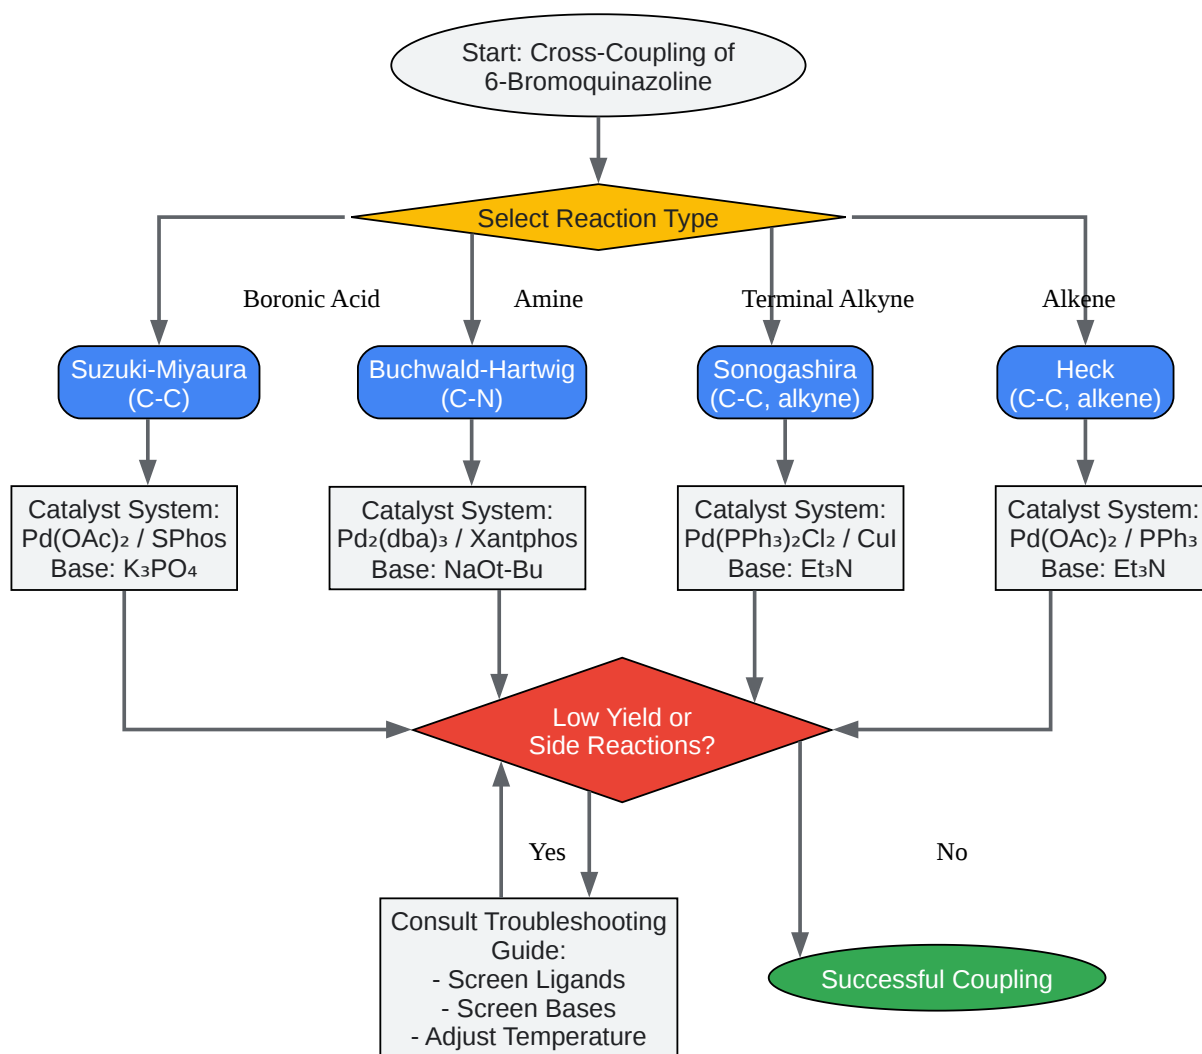 Start: Cross-Coupling of
6-Bromoquinazoline
Select Reaction Type
Boronic Acid
Amine
Terminal Alkyne
Alkene
Suzuki-Miyaura
(C-C)
Buchwald-Hartwig
(C-N)
Sonogashira
(C-C, alkyne)
Heck
(C-C, alkene)
Catalyst System:
Pd(OAc)₂ / SPhos
Base: K₃PO₄
Catalyst System:
Pd₂(dba)₃ / Xantphos
Base: NaOt-Bu
Catalyst System:
Pd(PPh₃)₂Cl₂ / CuI
Base: Et₃N
Catalyst System:
Pd(OAc)₂ / PPh₃
Base: Et₃N
Low Yield or
Side Reactions?
Yes
No
Consult Troubleshooting
Guide:
- Screen Ligands
- Screen Bases
- Adjust Temperature
Successful Coupling